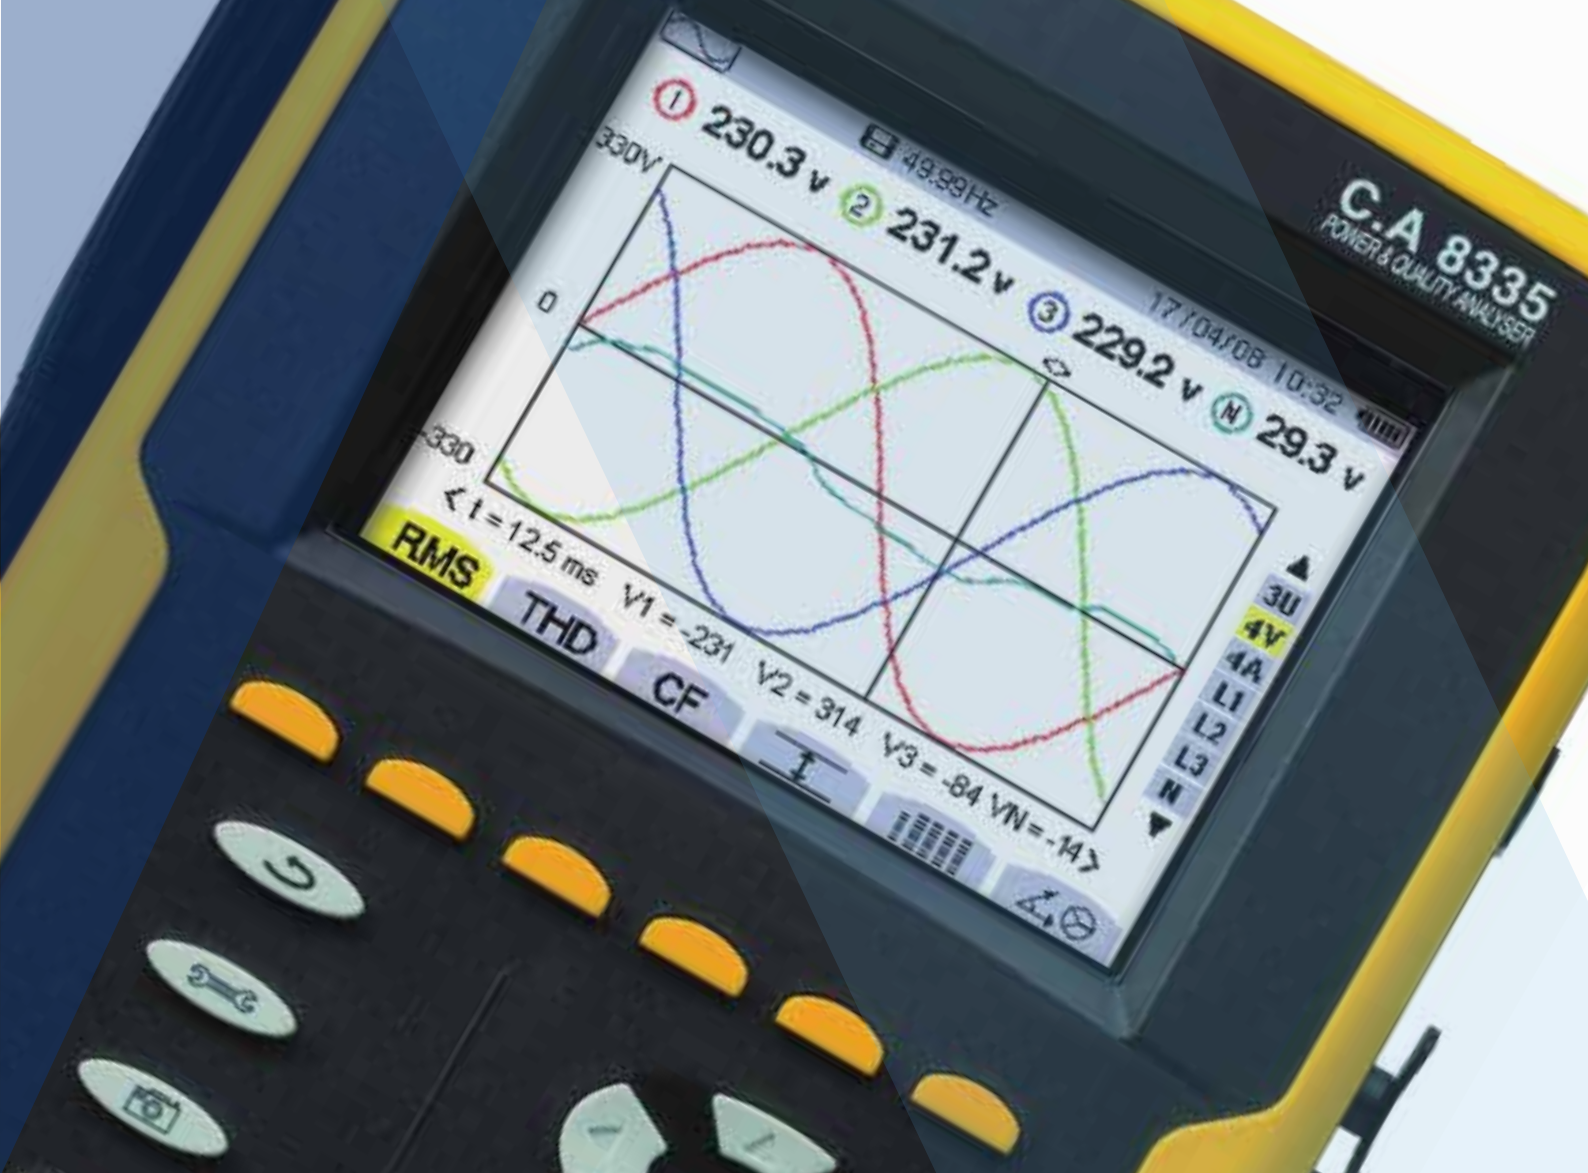 C.A 8335
POWER & QUALITY ANALYSER
49.99Hz 17/04/08 10:32
1 230.3 v 2 231.2 v 3 229.2 v N 29.3 v
330V
0
-330
<>
< t = 12.5 ms V1 = -231 V2 = 314 V3 = -84 VN = -14 >
3U
4V
4A
L1
L2
L3
N
RMS THD CF